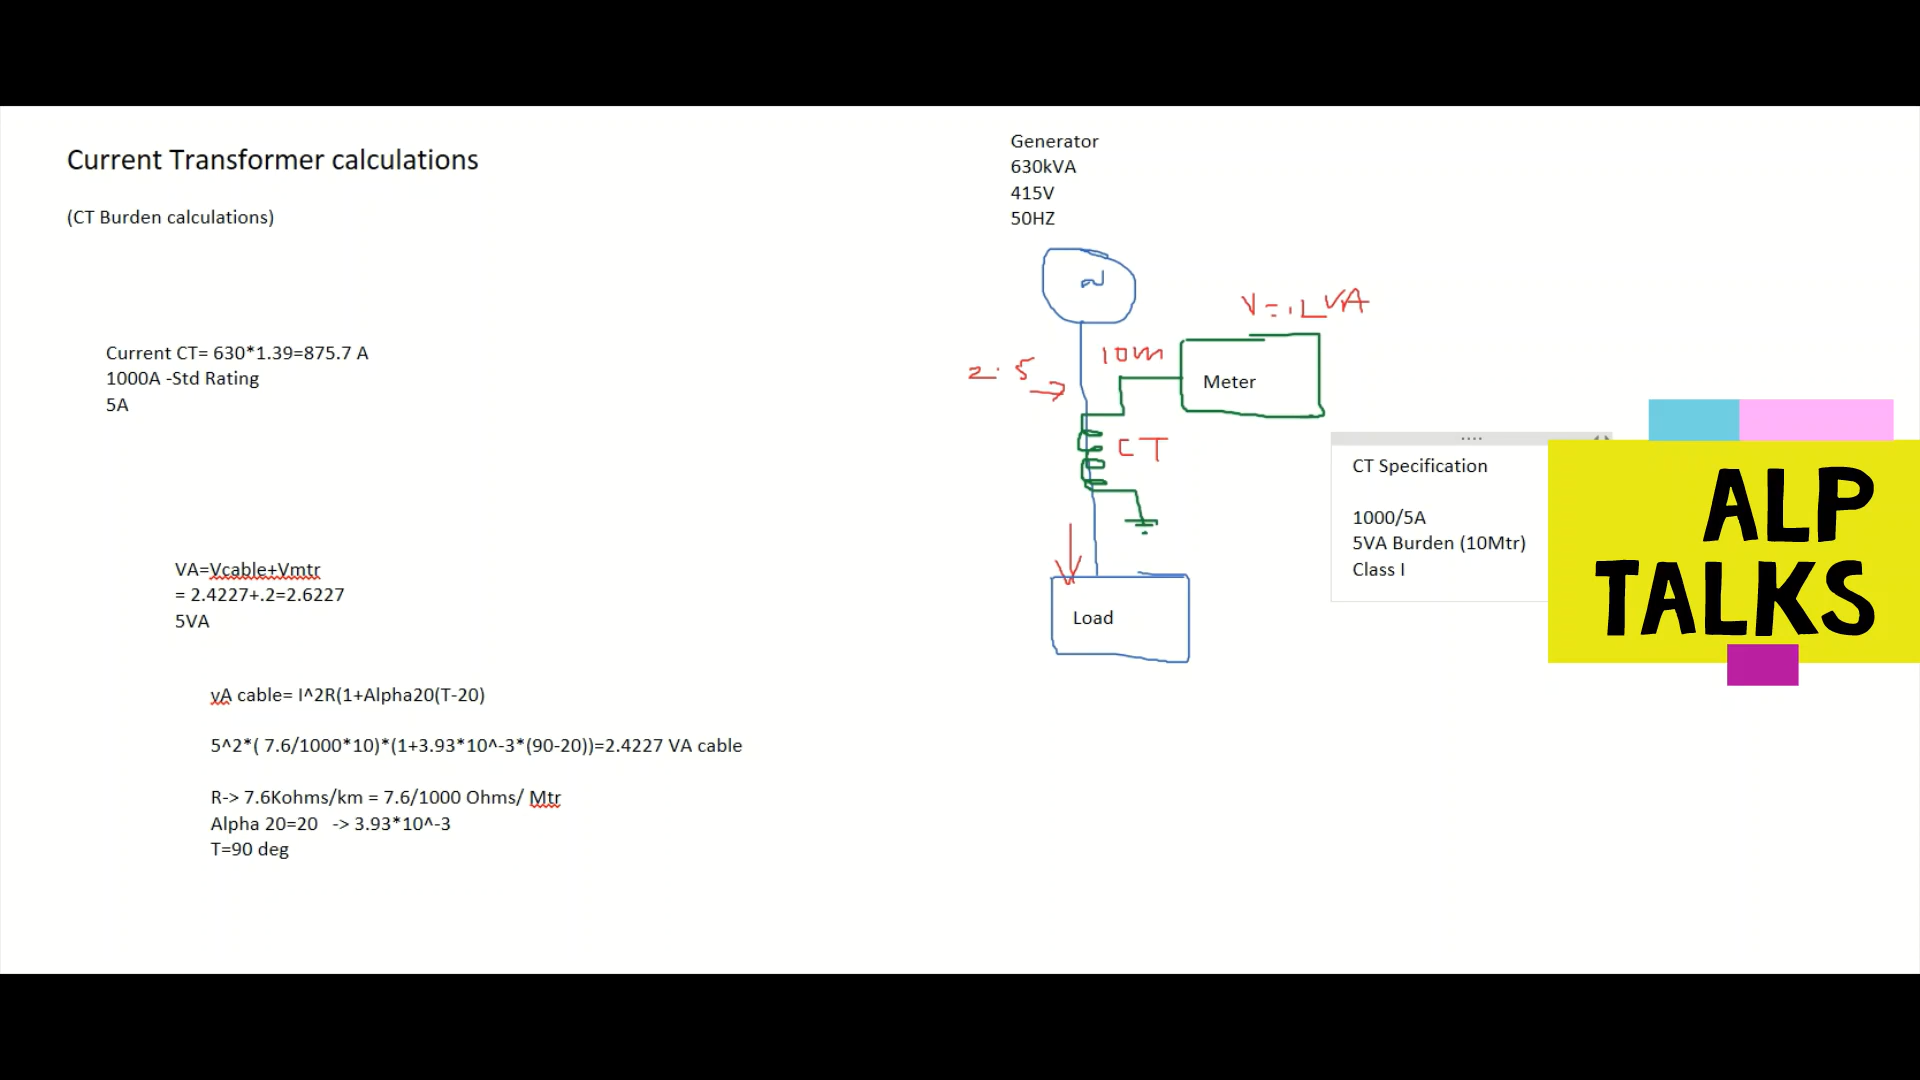 Current Transformer calculations
(CT Burden calculations)
Current CT= 630*1.39=875.7 A
1000A -Std Rating
5A
VA=Vcable+Vmtr
= 2.4227+.2=2.6227
5VA
vA cable= I^2R(1+Alpha20(T-20)
5^2*( 7.6/1000*10)*(1+3.93*10^-3*(90-20))=2.4227 VA cable
R-> 7.6Kohms/km = 7.6/1000 Ohms/ Mtr
Alpha 20=20 -> 3.93*10^-3
T=90 deg
Generator
630kVA
415V
50HZ
10m
2.5
Meter
CT
Load
CT Specification
1000/5A
5VA Burden (10Mtr)
Class I
ALP
TALKS